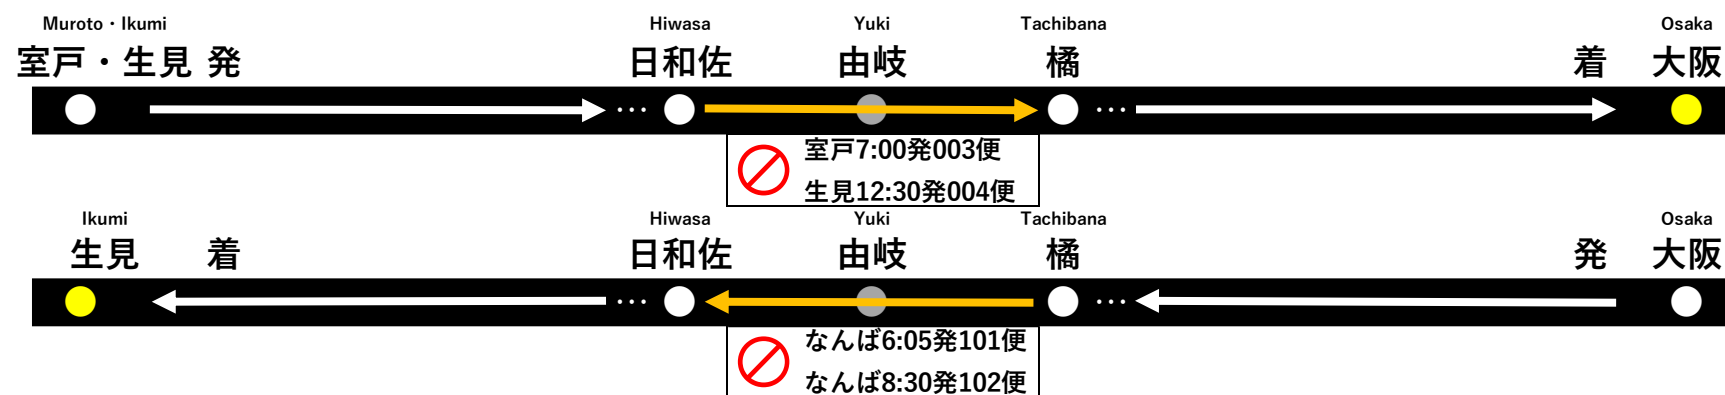 Muroto・Ikumi Hiwasa Yuki Tachibana Osaka
室戸・生見 発 日和佐 由岐 橘 着 大阪
… …
室戸7:00発003便
生見12:30発004便
Ikumi Hiwasa Yuki Tachibana Osaka
生見 着 日和佐 由岐 橘 発 大阪
… …
なんば6:05発101便
なんば8:30発102便